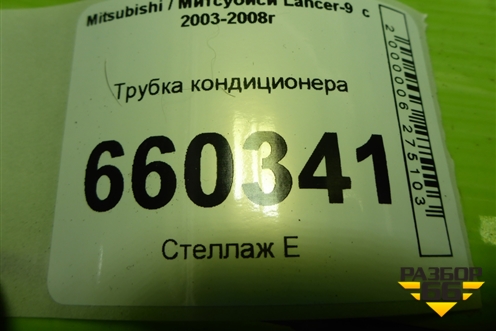 Mitsubishi / Митсубиси Lancer-9 с
2003-2008г
Трубка кондиционера
660341
Стеллаж Е
2000006275103
РАЗБОР